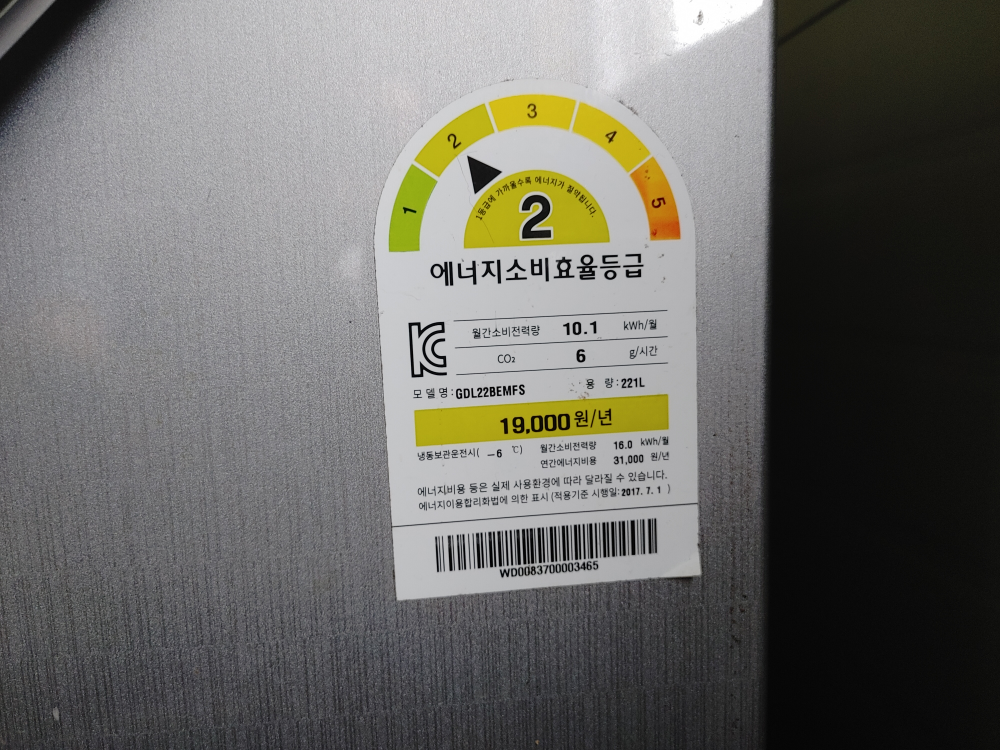 1 2 3 4 5
1등급에 가까울수록 에너지가 절약됩니다.
2
에너지소비효율등급
월간소비전력량 10.1 kWh/월
CO₂ 6 g/시간
모델명:GDL22BEMFS 용 량:221L
19,000원/년
냉동보관운전시( -6 ℃) 월간소비전력량 16.0 kWh/월
연간에너지비용 31,000 원/년
에너지비용 등은 실제 사용환경에 따라 달라질 수 있습니다.
에너지이용합리화법에 의한 표시 (적용기준 시행일: 2017. 7. 1 )
WD0083700003465